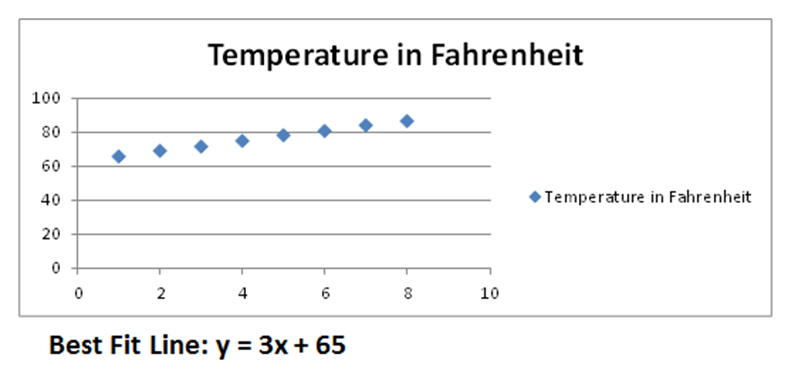 Temperature in Fahrenheit
100
80
60
40
20
0
0 2 4 6 8 10
Temperature in Fahrenheit
Best Fit Line: y = 3x + 65